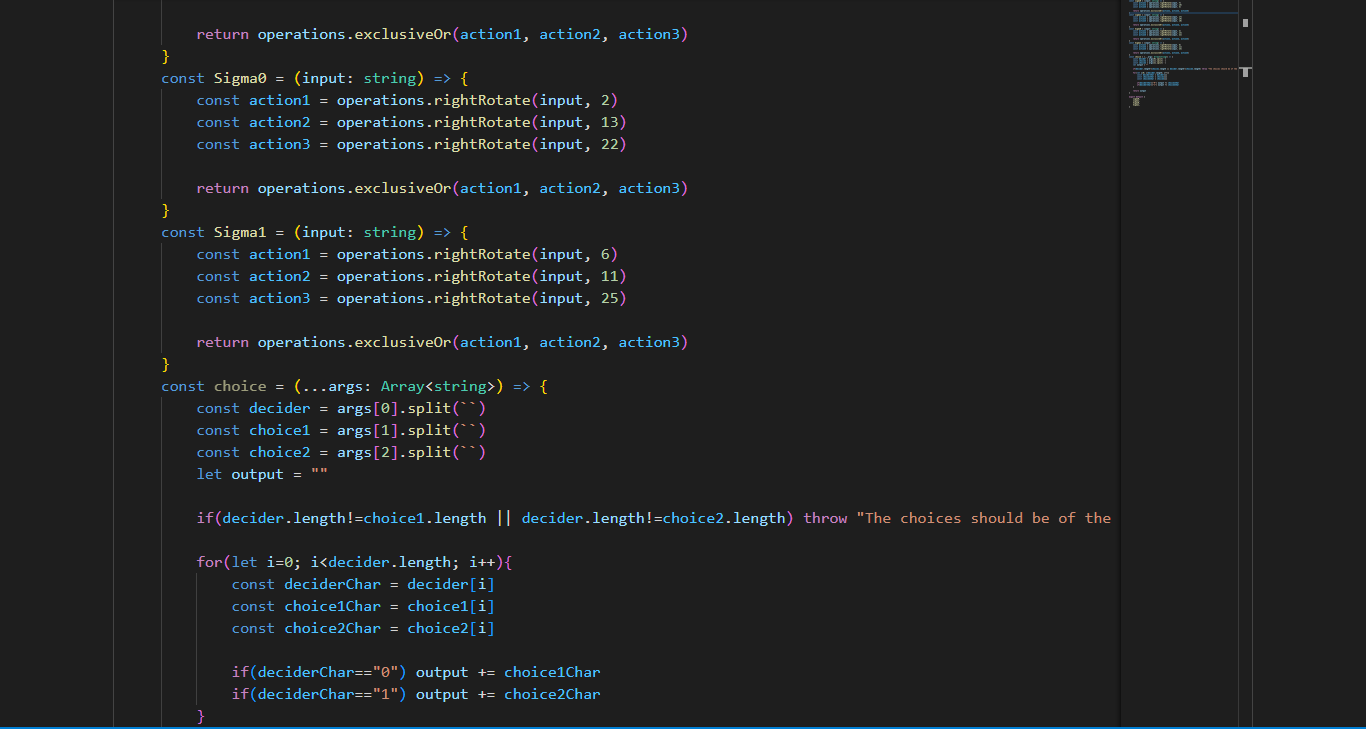 return operations.exclusiveOr(action1, action2, action3)
}
const Sigma0 = (input: string) => {
const action1 = operations.rightRotate(input, 2)
const action2 = operations.rightRotate(input, 13)
const action3 = operations.rightRotate(input, 22)
return operations.exclusiveOr(action1, action2, action3)
}
const Sigma1 = (input: string) => {
const action1 = operations.rightRotate(input, 6)
const action2 = operations.rightRotate(input, 11)
const action3 = operations.rightRotate(input, 25)
return operations.exclusiveOr(action1, action2, action3)
}
const choice = (...args: Array<string>) => {
const decider = args[0].split(``)
const choice1 = args[1].split(``)
const choice2 = args[2].split(``)
let output = ""
if(decider.length!=choice1.length || decider.length!=choice2.length) throw "The choices should be of the
for(let i=0; i<decider.length; i++){
const deciderChar = decider[i]
const choice1Char = choice1[i]
const choice2Char = choice2[i]
if(deciderChar=="0") output += choice1Char
if(deciderChar=="1") output += choice2Char
}